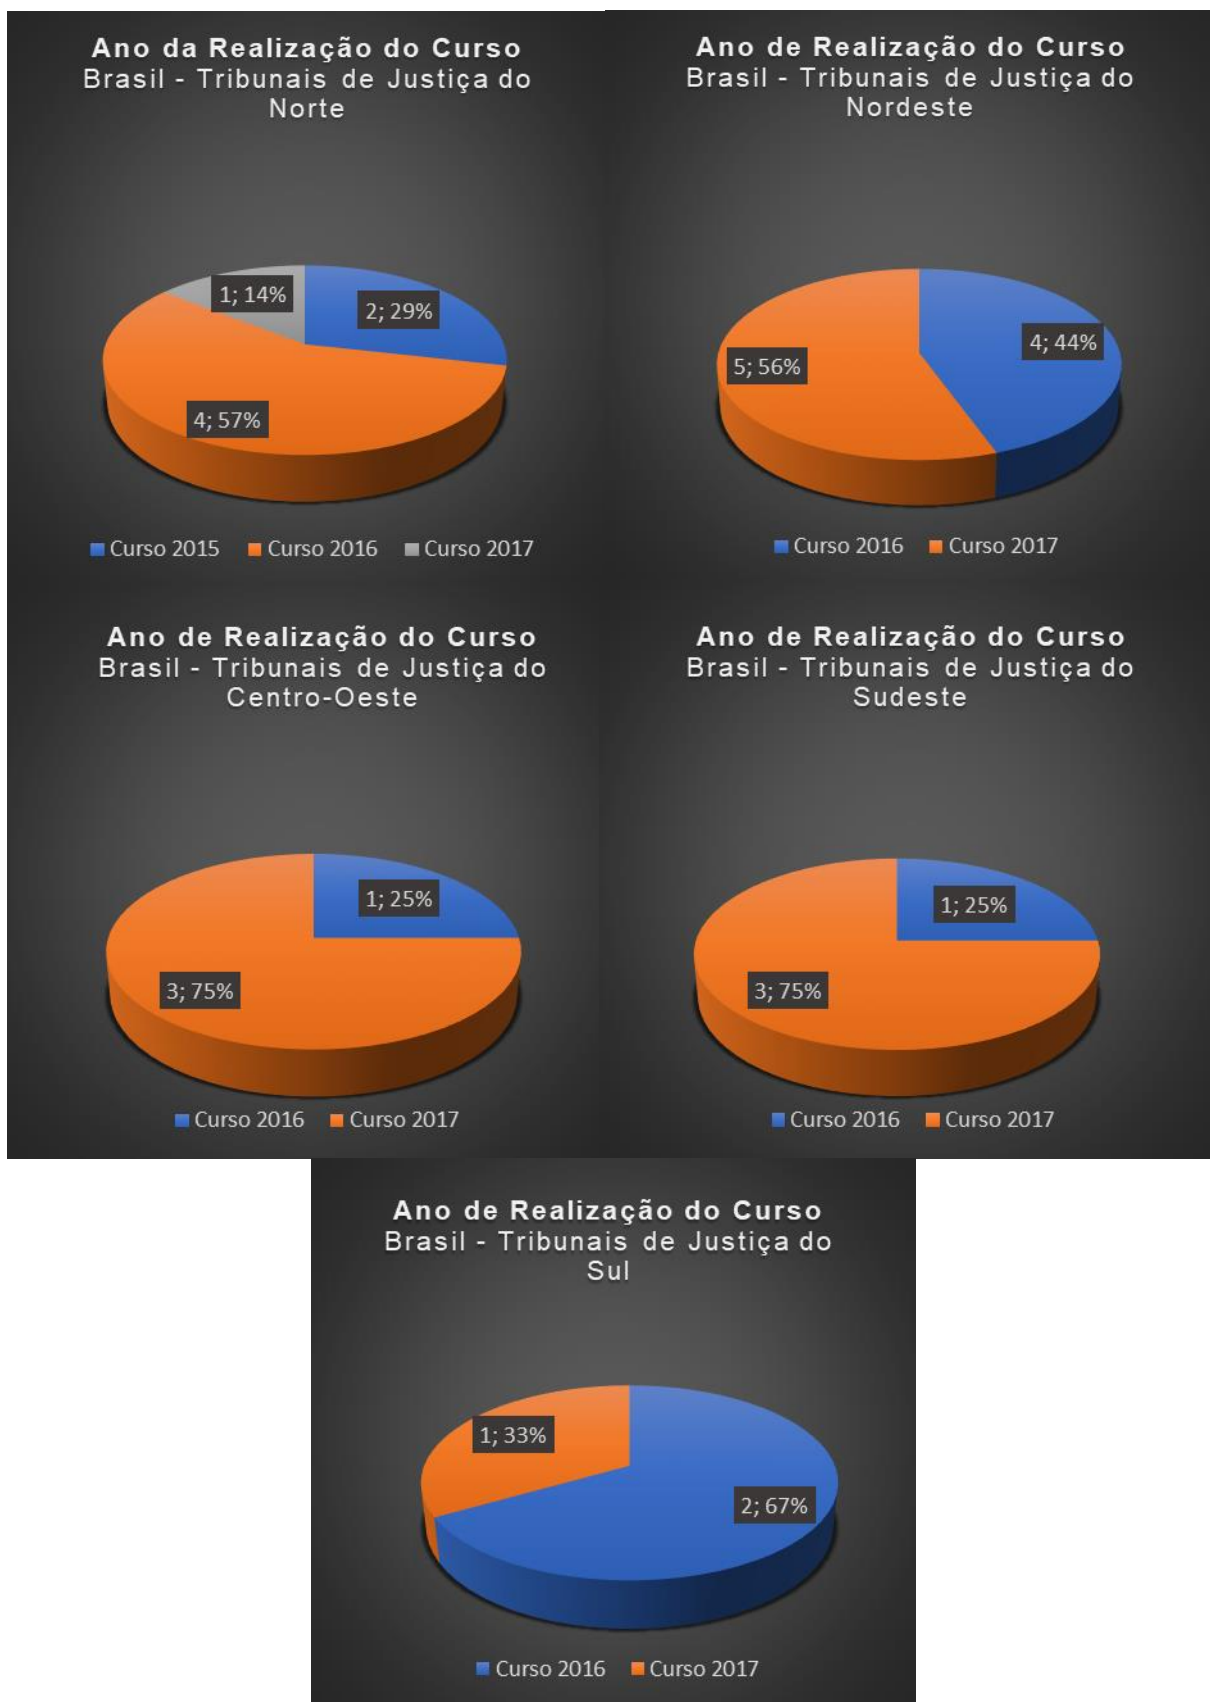 Ano da Realização do Curso
Brasil - Tribunais de Justiça do
Norte
1; 14%
2; 29%
4; 57%
Curso 2015 Curso 2016 Curso 2017
Ano de Realização do Curso
Brasil - Tribunais de Justiça do
Nordeste
4; 44%
5; 56%
Curso 2016 Curso 2017
Ano de Realização do Curso
Brasil - Tribunais de Justiça do
Centro-Oeste
1; 25%
3; 75%
Curso 2016 Curso 2017
Ano de Realização do Curso
Brasil - Tribunais de Justiça do
Sudeste
1; 25%
3; 75%
Curso 2016 Curso 2017
Ano de Realização do Curso
Brasil - Tribunais de Justiça do
Sul
1; 33%
2; 67%
Curso 2016 Curso 2017